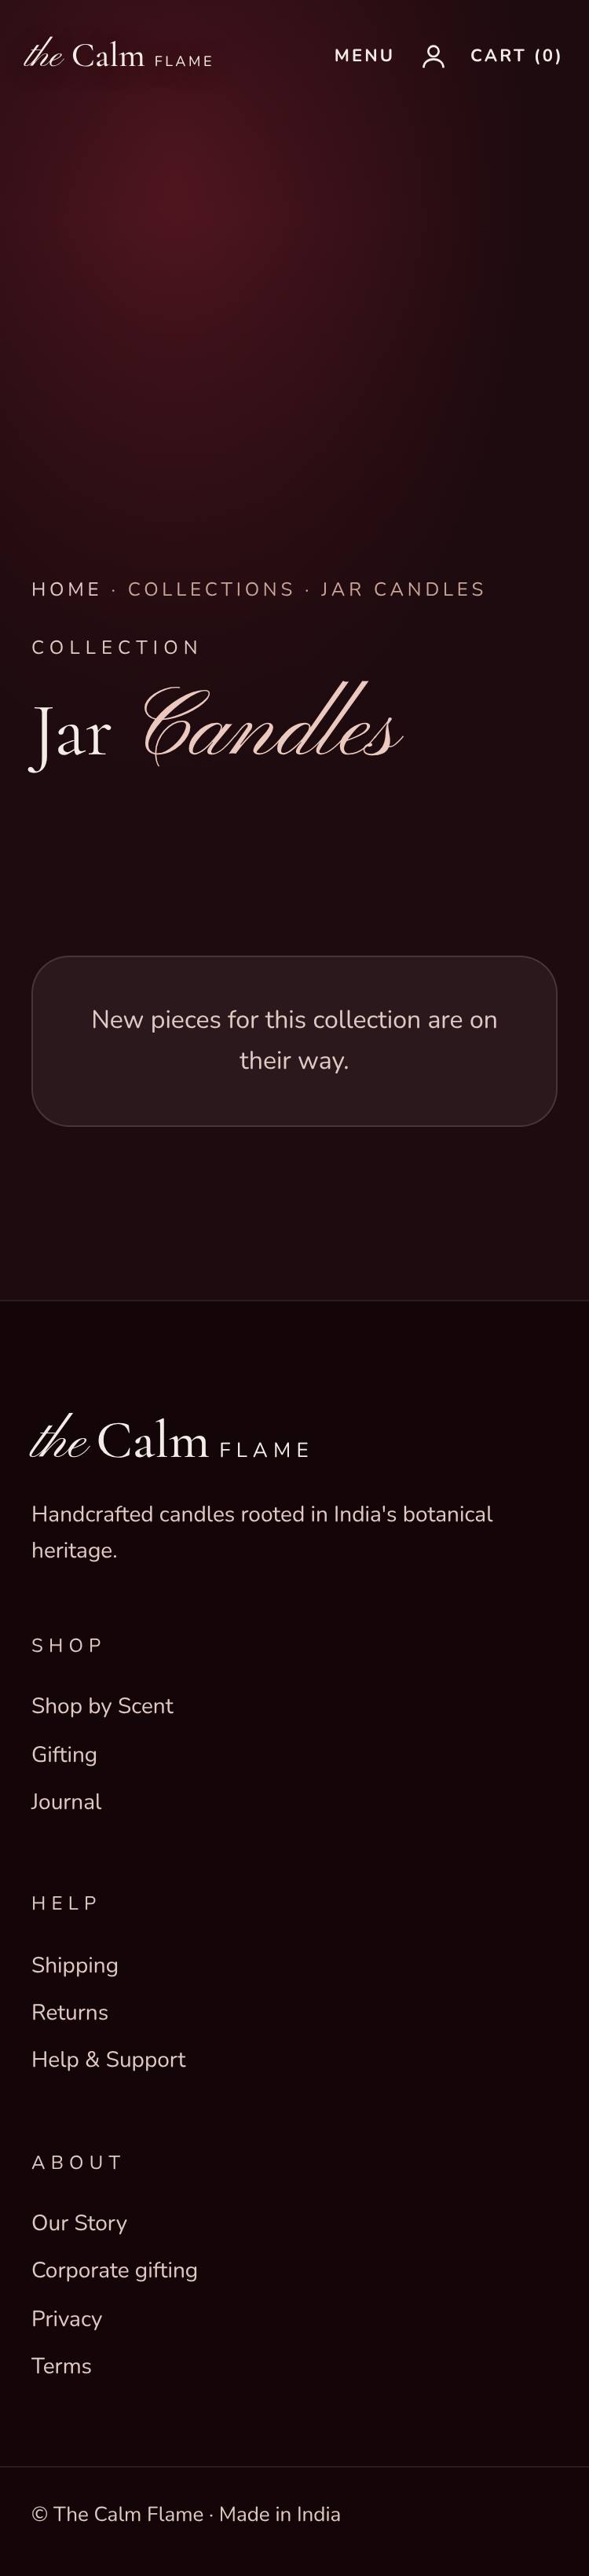 the Calm FLAME
MENU CART (0)
HOME · COLLECTIONS · JAR CANDLES
COLLECTION
Jar Candles
New pieces for this collection are on
their way.
the Calm FLAME
Handcrafted candles rooted in India's botanical
heritage.
SHOP
Shop by Scent
Gifting
Journal
HELP
Shipping
Returns
Help & Support
ABOUT
Our Story
Corporate gifting
Privacy
Terms
© The Calm Flame · Made in India